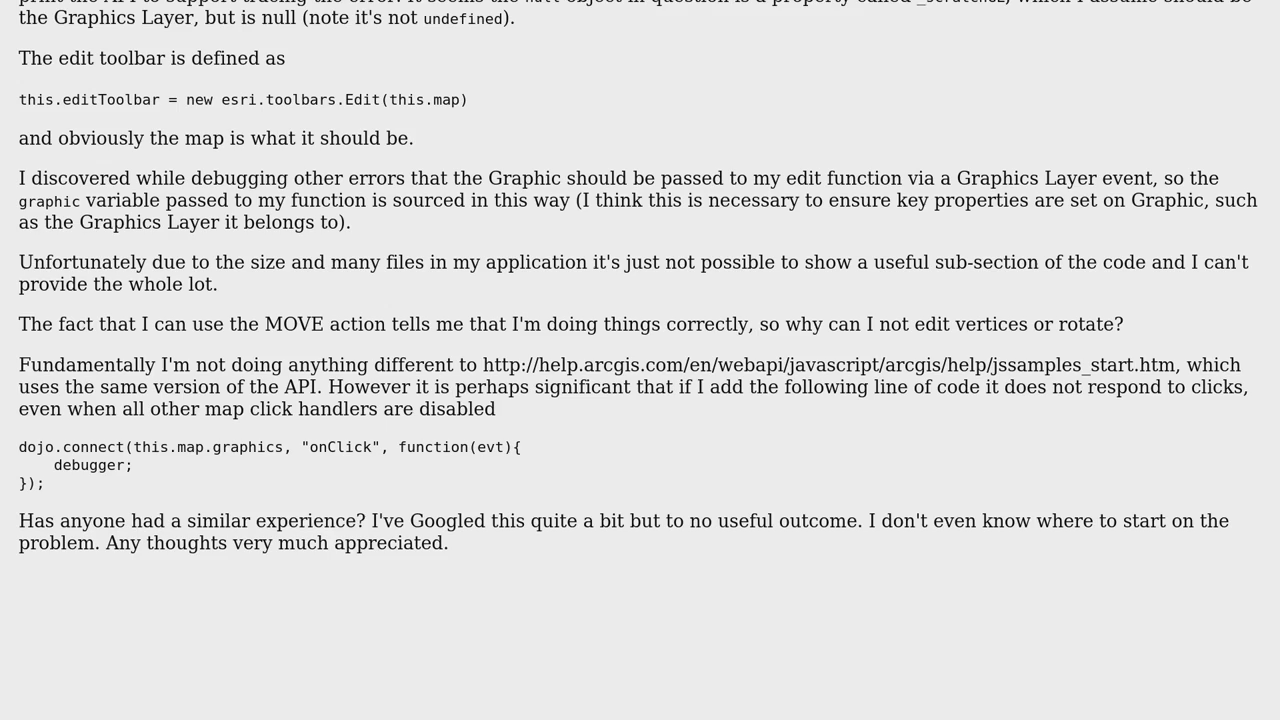 the Graphics Layer, but is null (note it's not undefined).
The edit toolbar is defined as
this.editToolbar = new esri.toolbars.Edit(this.map)
and obviously the map is what it should be.
I discovered while debugging other errors that the Graphic should be passed to my edit function via a Graphics Layer event, so the
graphic variable passed to my function is sourced in this way (I think this is necessary to ensure key properties are set on Graphic, such
as the Graphics Layer it belongs to).
Unfortunately due to the size and many files in my application it's just not possible to show a useful sub-section of the code and I can't
provide the whole lot.
The fact that I can use the MOVE action tells me that I'm doing things correctly, so why can I not edit vertices or rotate?
Fundamentally I'm not doing anything different to http://help.arcgis.com/en/webapi/javascript/arcgis/help/jssamples_start.htm, which
uses the same version of the API. However it is perhaps significant that if I add the following line of code it does not respond to clicks,
even when all other map click handlers are disabled
dojo.connect(this.map.graphics, "onClick", function(evt){
    debugger;
});
Has anyone had a similar experience? I've Googled this quite a bit but to no useful outcome. I don't even know where to start on the
problem. Any thoughts very much appreciated.